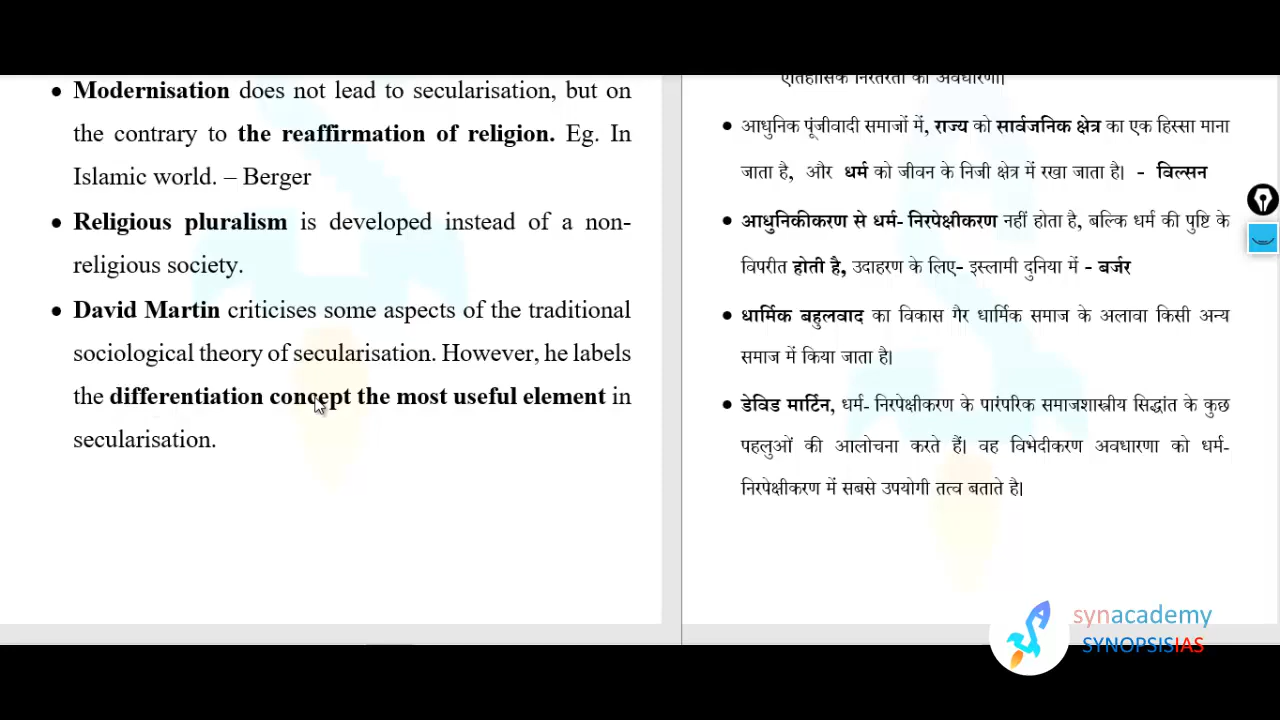 • Modernisation does not lead to secularisation, but on
the contrary to the reaffirmation of religion. Eg. In
Islamic world. – Berger
• Religious pluralism is developed instead of a non-
religious society.
• David Martin criticises some aspects of the traditional
sociological theory of secularisation. However, he labels
the differentiation concept the most useful element in
secularisation.
ऐतिहासिक निरंतरता की अवधारणा।
• आधुनिक पूंजीवादी समाजों में, राज्य को सार्वजनिक क्षेत्र का एक हिस्सा माना
जाता है, और धर्म को जीवन के निजी क्षेत्र में रखा जाता है। - विल्सन
• आधुनिकीकरण से धर्म- निरपेक्षीकरण नहीं होता है, बल्कि धर्म की पुष्टि के
विपरीत होती है, उदाहरण के लिए- इस्लामी दुनिया में - बर्जर
• धार्मिक बहुलवाद का विकास गैर धार्मिक समाज के अलावा किसी अन्य
समाज में किया जाता है।
• डेविड मार्टिन, धर्म- निरपेक्षीकरण के पारंपरिक समाजशास्त्रीय सिद्धांत के कुछ
पहलुओं की आलोचना करते हैं। वह विभेदीकरण अवधारणा को धर्म-
निरपेक्षीकरण में सबसे उपयोगी तत्व बताते है।
synacademy
SYNOPSISIAS